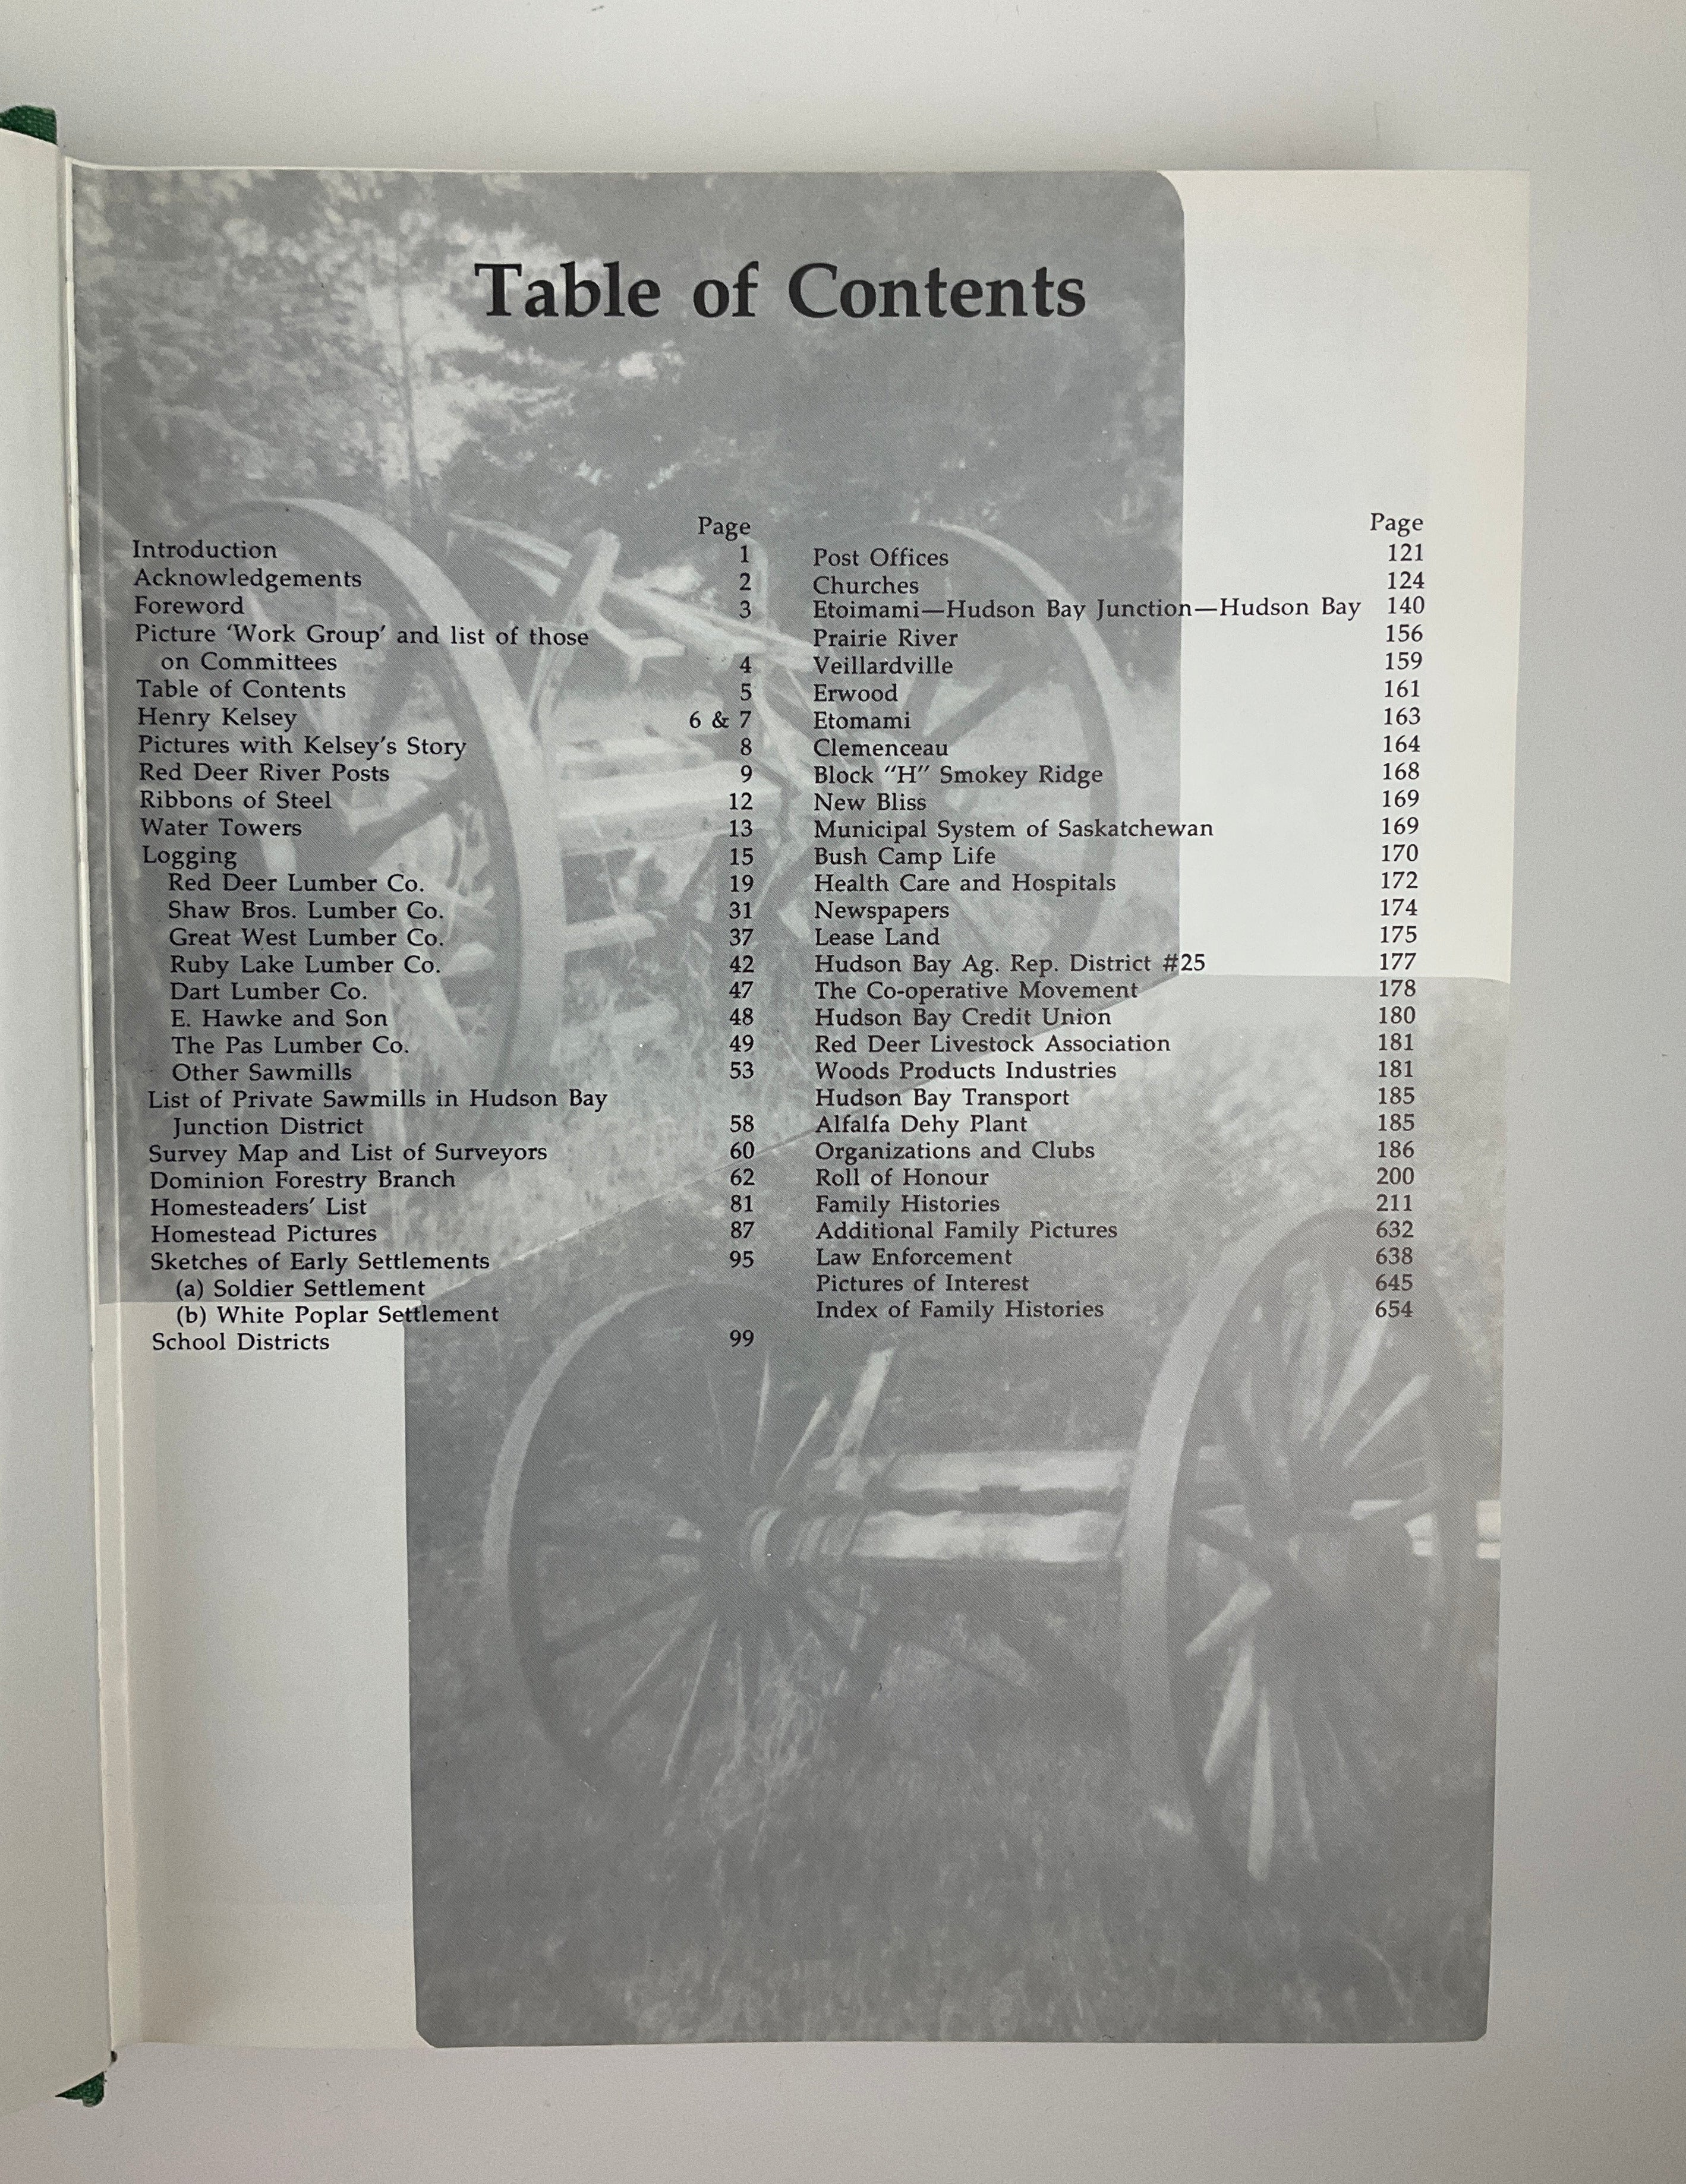 Table of Contents
Page
Introduction 1
Acknowledgements 2
Foreword 3
Picture ‘Work Group’ and list of those
on Committees 4
Table of Contents 5
Henry Kelsey 6 & 7
Pictures with Kelsey’s Story 8
Red Deer River Posts 9
Ribbons of Steel 12
Water Towers 13
Logging 15
Red Deer Lumber Co. 19
Shaw Bros. Lumber Co. 31
Great West Lumber Co. 37
Ruby Lake Lumber Co. 42
Dart Lumber Co. 47
E. Hawke and Son 48
The Pas Lumber Co. 49
Other Sawmills 53
List of Private Sawmills in Hudson Bay
Junction District 58
Survey Map and List of Surveyors 60
Dominion Forestry Branch 62
Homesteaders’ List 81
Homestead Pictures 87
Sketches of Early Settlements 95
(a) Soldier Settlement
(b) White Poplar Settlement
School Districts 99
Page
Post Offices 121
Churches 124
Etoimami—Hudson Bay Junction—Hudson Bay 140
Prairie River 156
Veillardville 159
Erwood 161
Etomami 163
Clemenceau 164
Block “H” Smokey Ridge 168
New Bliss 169
Municipal System of Saskatchewan 169
Bush Camp Life 170
Health Care and Hospitals 172
Newspapers 174
Lease Land 175
Hudson Bay Ag. Rep. District #25 177
The Co-operative Movement 178
Hudson Bay Credit Union 180
Red Deer Livestock Association 181
Woods Products Industries 181
Hudson Bay Transport 185
Alfalfa Dehy Plant 185
Organizations and Clubs 186
Roll of Honour 200
Family Histories 211
Additional Family Pictures 632
Law Enforcement 638
Pictures of Interest 645
Index of Family Histories 654